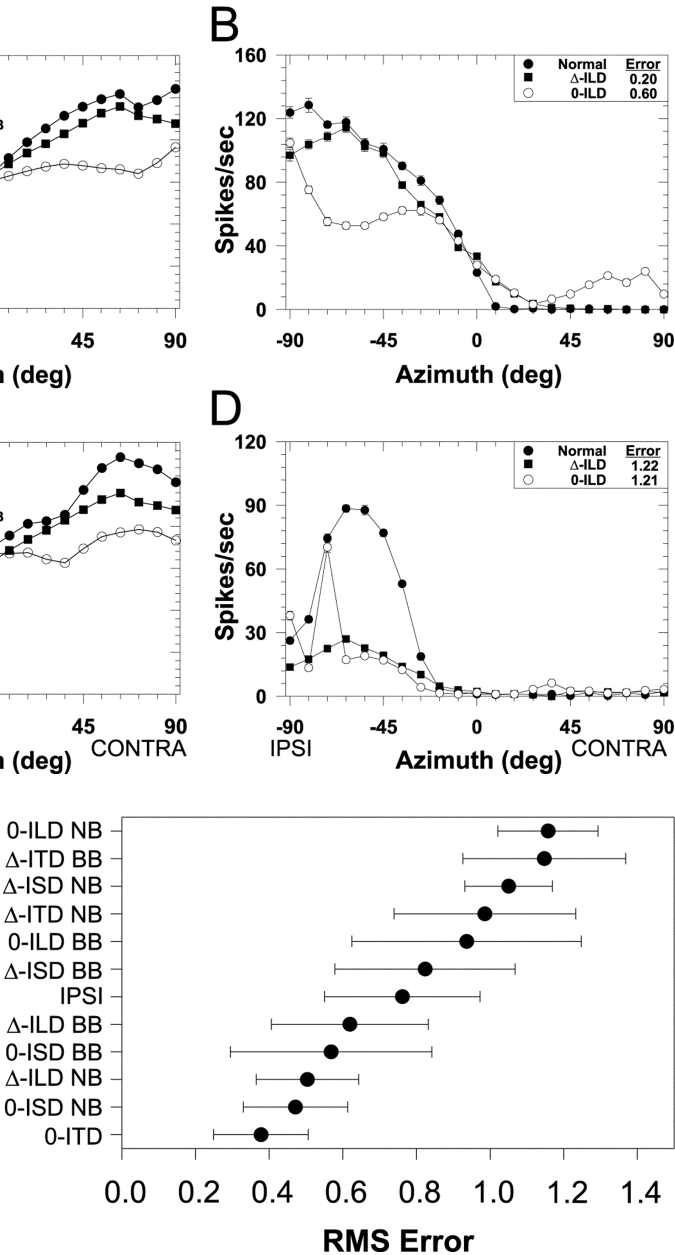 B
160
120
80
40
0
Spikes/sec
Normal Error
Δ-ILD 0.20
0-ILD 0.60
45 90
-90 -45 0 45 90
(deg)
Azimuth (deg)
D
120
90
60
30
0
Spikes/sec
Normal Error
Δ-ILD 1.22
0-ILD 1.21
45 90
-90 -45 0 45 90
CONTRA
IPSI
CONTRA
(deg)
Azimuth (deg)
0-ILD NB
Δ-ITD BB
Δ-ISD NB
Δ-ITD NB
0-ILD BB
Δ-ISD BB
IPSI
Δ-ILD BB
0-ISD BB
Δ-ILD NB
0-ISD NB
0-ITD
0.0 0.2 0.4 0.6 0.8 1.0 1.2 1.4
RMS Error